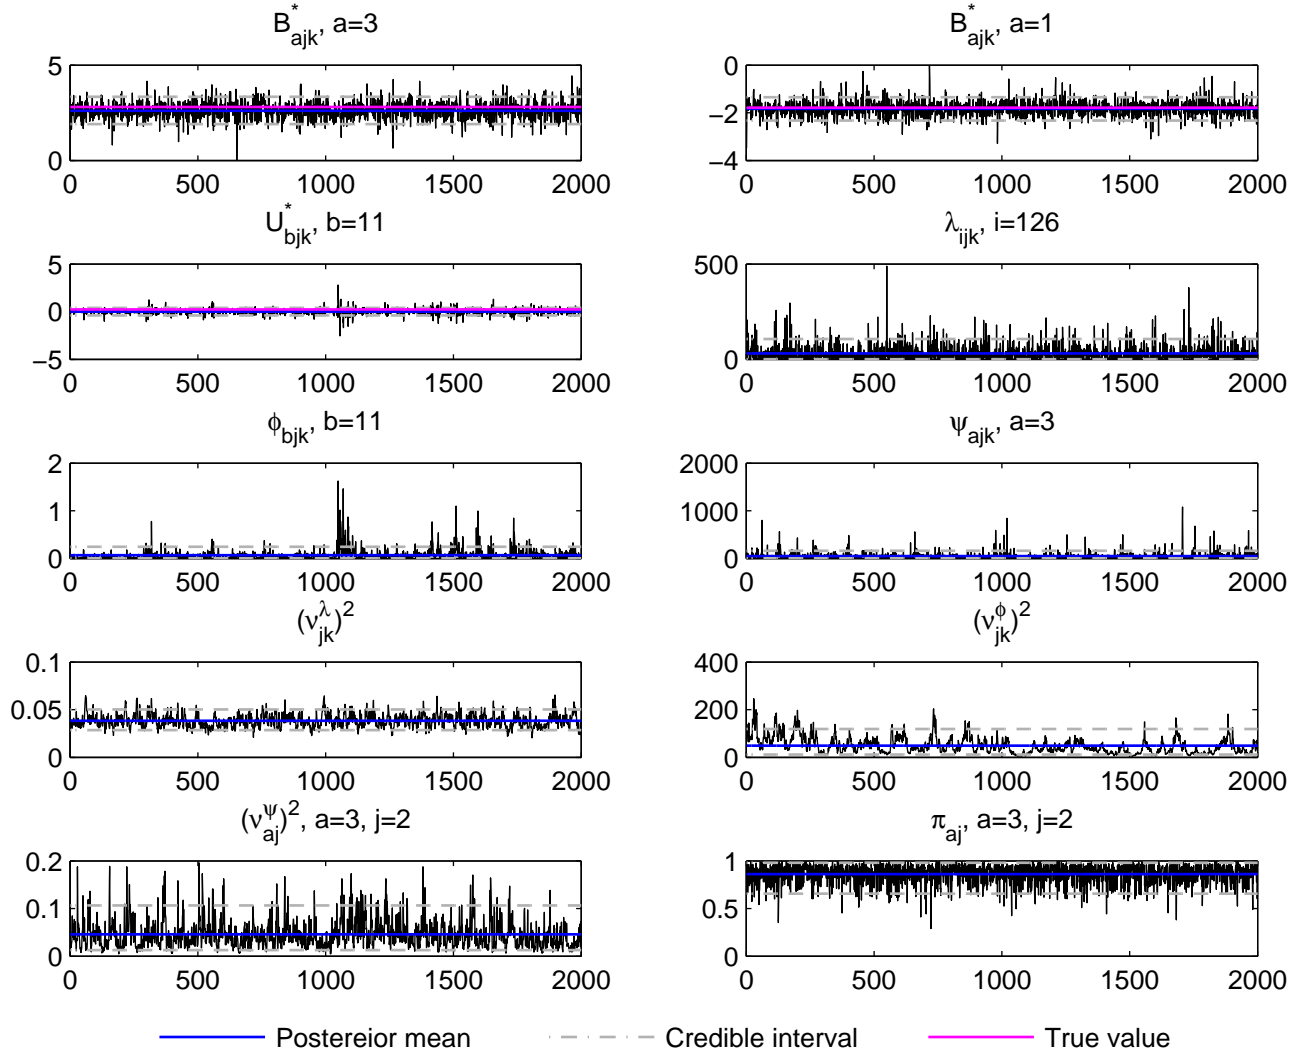 B*ajk, a=3
5
0
0 500 1000 1500 2000
B*ajk, a=1
0
−2
−4
0 500 1000 1500 2000
U*bjk, b=11
5
0
−5
0 500 1000 1500 2000
λijk, i=126
500
0
0 500 1000 1500 2000
ϕbjk, b=11
2
1
0
0 500 1000 1500 2000
ψajk, a=3
2000
1000
0
0 500 1000 1500 2000
(νλjk)2
0.1
0.05
0
0 500 1000 1500 2000
(νϕjk)2
400
200
0
0 500 1000 1500 2000
(νψaj)2, a=3, j=2
0.2
0.1
0
0 500 1000 1500 2000
πaj, a=3, j=2
1
0.5
0
0 500 1000 1500 2000
Postereior mean Credible interval True value